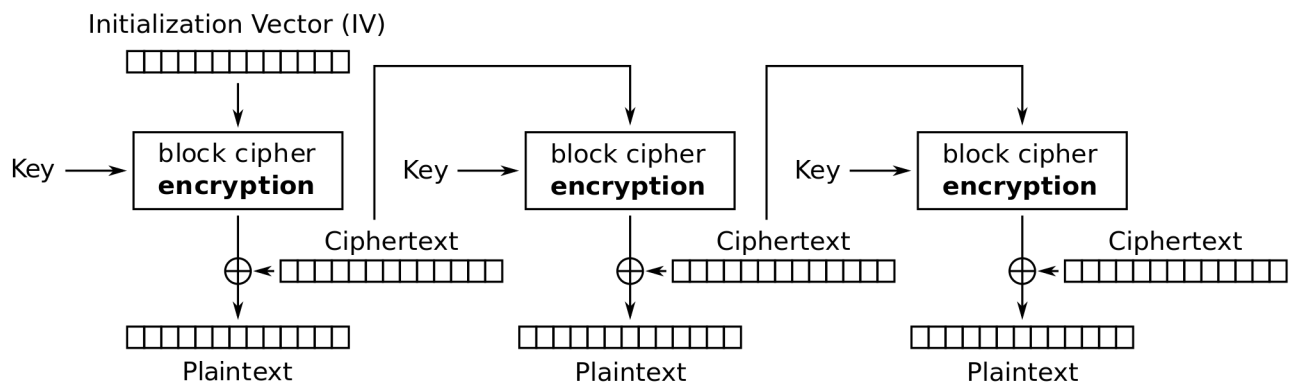 Initialization Vector (IV)
Key
block cipher
encryption
Ciphertext
Plaintext
Key
block cipher
encryption
Ciphertext
Plaintext
Key
block cipher
encryption
Ciphertext
Plaintext